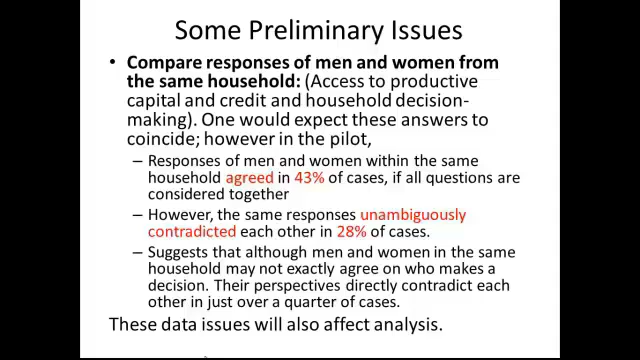 Some Preliminary Issues
• Compare responses of men and women from
the same household: (Access to productive
capital and credit and household decision-
making). One would expect these answers to
coincide; however in the pilot,
– Responses of men and women within the same
household agreed in 43% of cases, if all questions are
considered together
– However, the same responses unambiguously
contradicted each other in 28% of cases.
– Suggests that although men and women in the same
household may not exactly agree on who makes a
decision. Their perspectives directly contradict each
other in just over a quarter of cases.
These data issues will also affect analysis.